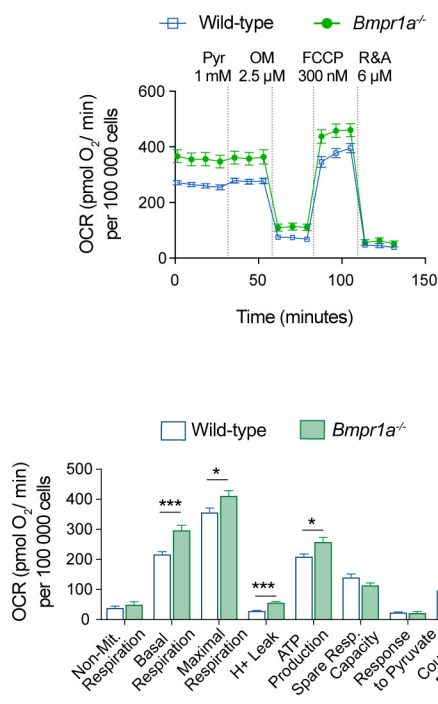 Wild-type Bmpr1a-/-
Pyr OM FCCP R&A
1 mM 2.5 µM 300 nM 6 µM
OCR (pmol O2/ min)
per 100 000 cells
600
400
200
0
0 50 100 150
Time (minutes)
Wild-type Bmpr1a-/-
OCR (pmol O2/ min)
per 100 000 cells
500
400
300
200
100
0
***
*
***
*
Non-Mit.
Respiration
Basal
Respiration
Maximal
Respiration
H+ Leak
ATP
Production
Spare Resp.
Capacity
Response
to Pyruvate